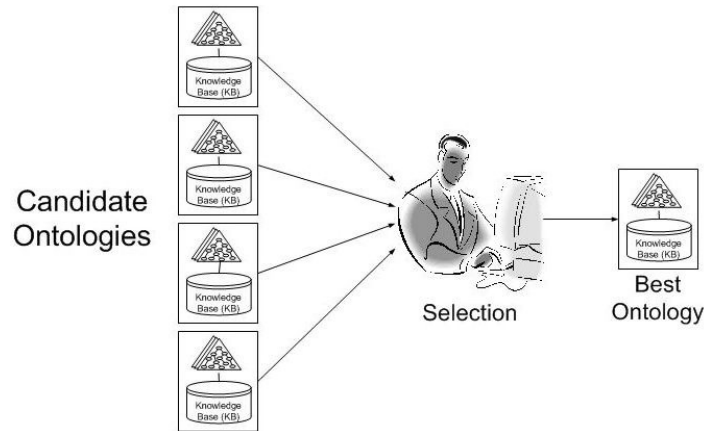 Knowledge
Base (KB)
Knowledge
Base (KB)
Candidate
Ontologies
Knowledge
Base (KB)
Knowledge
Base (KB)
Selection
Knowledge
Base (KB)
Best
Ontology